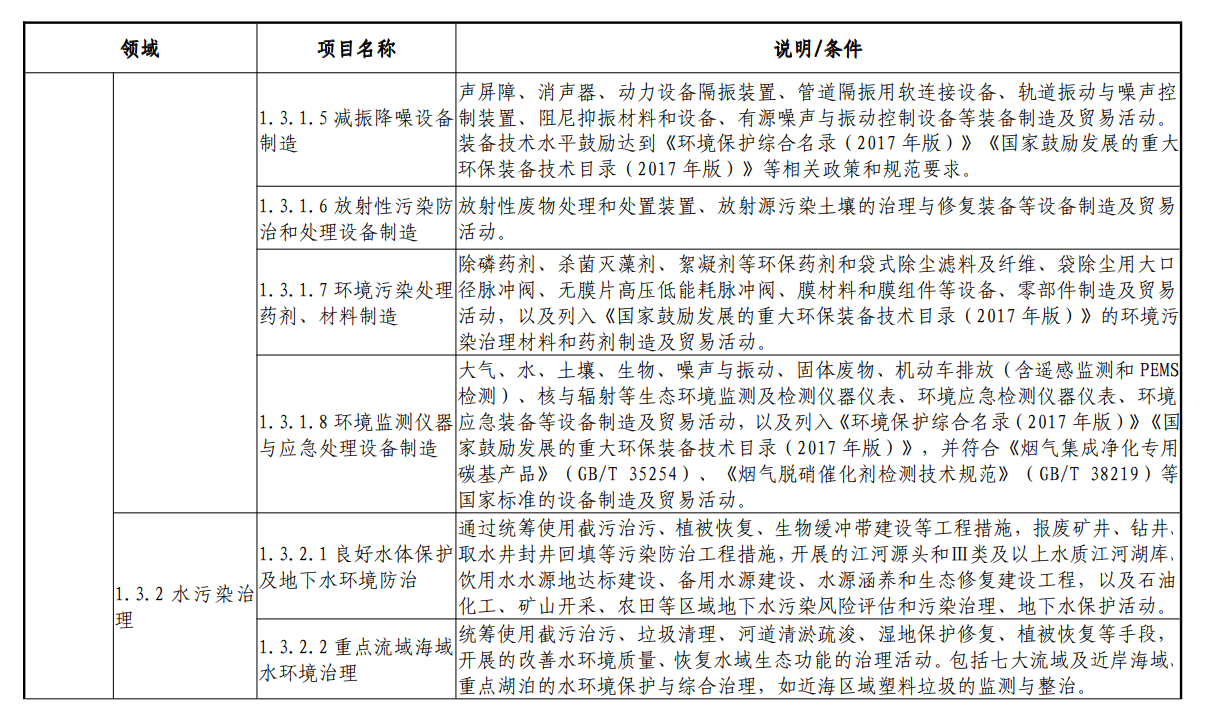 领域
项目名称
说明/条件
1.3.1.5 减振降噪设备
制造
声屏障、消声器、动力设备隔振装置、管道隔振用软连接设备、轨道振动与噪声控
制装置、阻尼抑振材料和设备、有源噪声与振动控制设备等装备制造及贸易活动。
装备技术水平鼓励达到《环境保护综合名录（2017 年版）》《国家鼓励发展的重大
环保装备技术目录（2017 年版）》等相关政策和规范要求。
1.3.1.6 放射性污染防
治和处理设备制造
放射性废物处理和处置装置、放射源污染土壤的治理与修复装备等设备制造及贸易
活动。
1.3.1.7 环境污染处理
药剂、材料制造
除磷药剂、杀菌灭藻剂、絮凝剂等环保药剂和袋式除尘滤料及纤维、袋除尘用大口
径脉冲阀、无膜片高压低能耗脉冲阀、膜材料和膜组件等设备、零部件制造及贸易
活动，以及列入《国家鼓励发展的重大环保装备技术目录（2017 年版）》的环境污
染治理材料和药剂制造及贸易活动。
1.3.1.8 环境监测仪器
与应急处理设备制造
大气、水、土壤、生物、噪声与振动、固体废物、机动车排放（含遥感监测和 PEMS
检测）、核与辐射等生态环境监测及检测仪器仪表、环境应急检测仪器仪表、环境
应急装备等设备制造及贸易活动，以及列入《环境保护综合名录（2017 年版）》《国
家鼓励发展的重大环保装备技术目录（2017 年版）》，并符合《烟气集成净化专用
碳基产品》（GB/T 35254）、《烟气脱硝催化剂检测技术规范》（GB/T 38219）等
国家标准的设备制造及贸易活动。
1.3.2 水污染治
理
1.3.2.1 良好水体保护
及地下水环境防治
通过统筹使用截污治污、植被恢复、生物缓冲带建设等工程措施，报废矿井、钻井、
取水井封井回填等污染防治工程措施，开展的江河源头和Ⅲ类及以上水质江河湖库、
饮用水水源地达标建设、备用水源建设、水源涵养和生态修复建设工程，以及石油
化工、矿山开采、农田等区域地下水污染风险评估和污染治理、地下水保护活动。
1.3.2.2 重点流域海域
水环境治理
统筹使用截污治污、垃圾清理、河道清淤疏浚、湿地保护修复、植被恢复等手段，
开展的改善水环境质量、恢复水域生态功能的治理活动。包括七大流域及近岸海域、
重点湖泊的水环境保护与综合治理，如近海区域塑料垃圾的监测与整治。